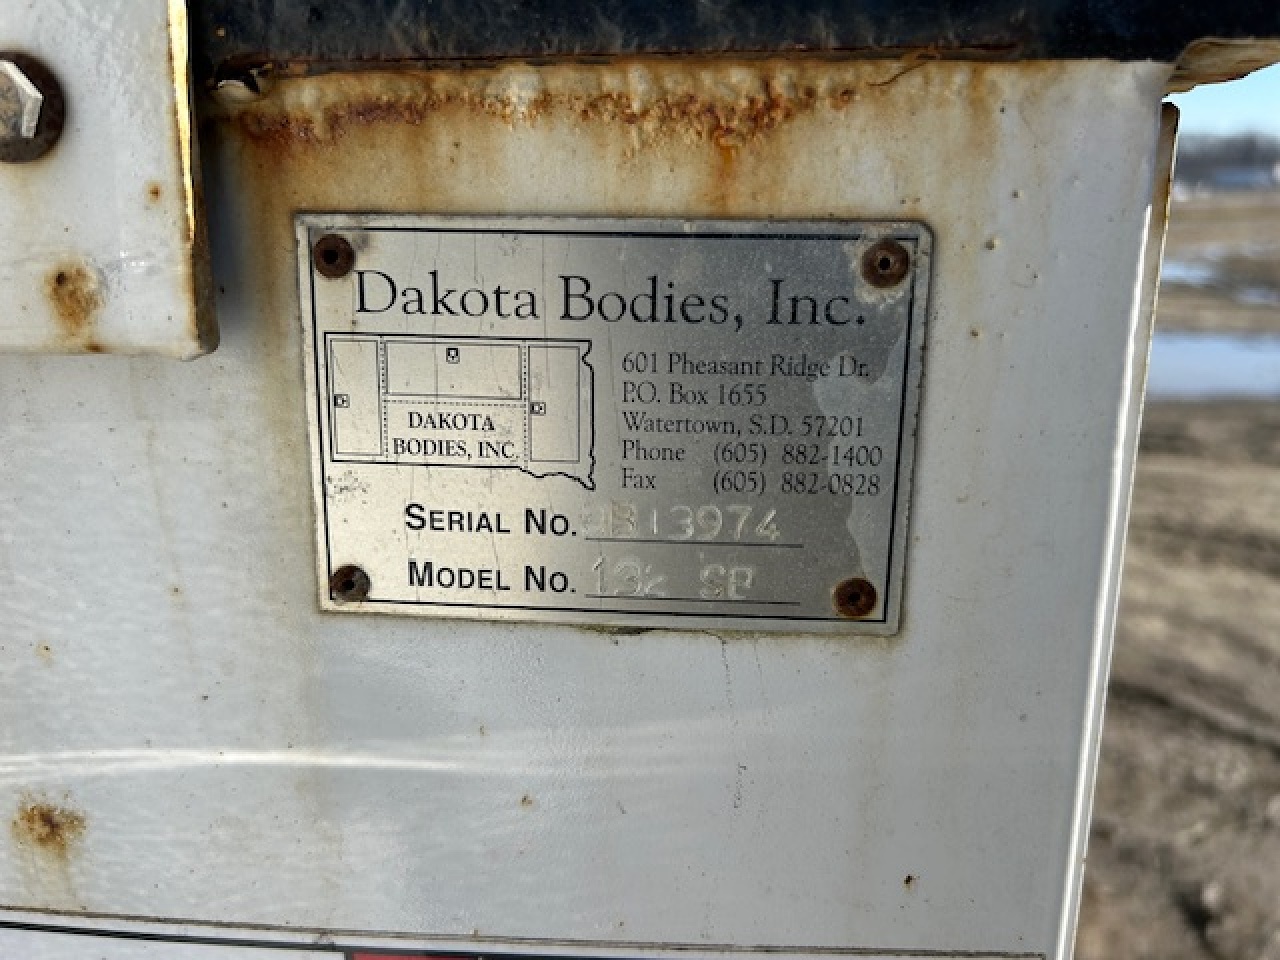 Dakota Bodies, Inc.
DAKOTA
BODIES, INC.
601 Pheasant Ridge Dr.
P.O. Box 1655
Watertown, S.D. 57201
Phone (605) 882-1400
Fax (605) 882-0828
SERIAL NO.
MODEL NO.